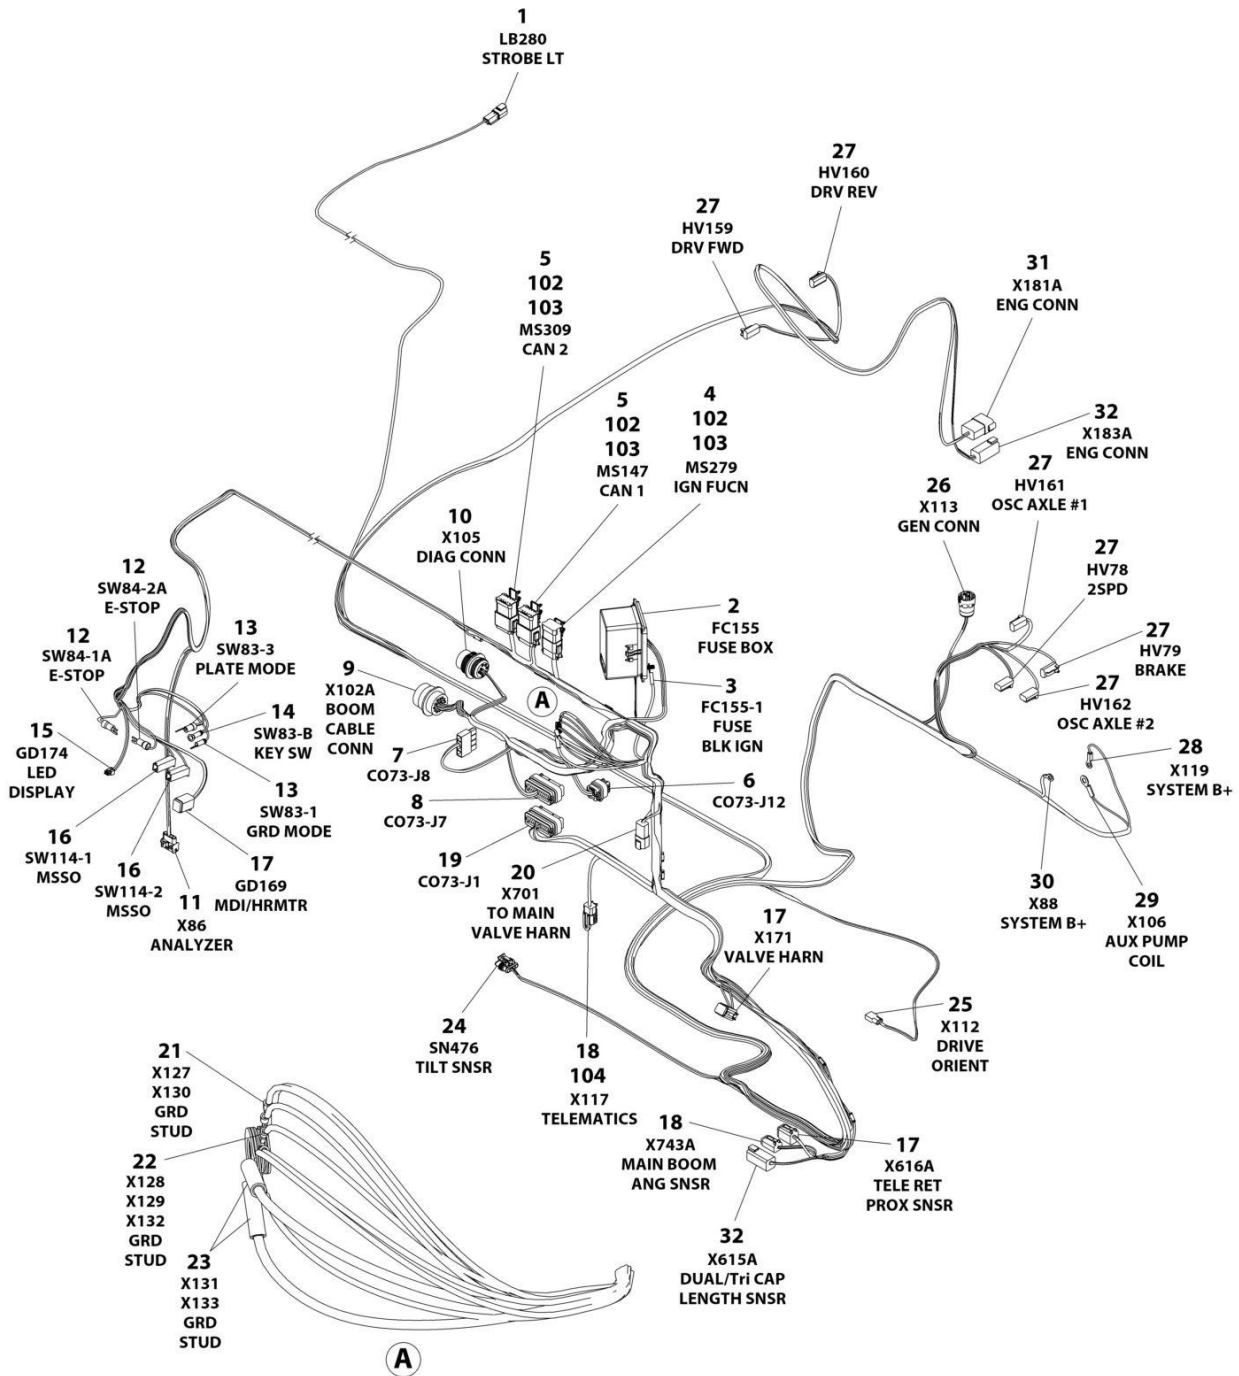 1
LB280
STROBE LT
27
HV160
DRV REV
27
HV159
DRV FWD
31
X181A
ENG CONN
5
102
103
MS309
CAN 2
5
102
103
MS147
CAN 1
4
102
103
MS279
IGN FUCN
32
X183A
ENG CONN
27
HV161
OSC AXLE #1
26
X113
GEN CONN
10
X105
DIAG CONN
27
HV78
2SPD
12
SW84-2A
E-STOP
2
FC155
FUSE BOX
13
SW83-3
PLATE MODE
12
SW84-1A
E-STOP
27
HV79
BRAKE
9
X102A
BOOM
CABLE
CONN
A
3
FC155-1
FUSE
BLK IGN
27
HV162
OSC AXLE #2
14
SW83-B
KEY SW
15
GD174
LED
DISPLAY
28
X119
SYSTEM B+
7
CO73-J8
6
CO73-J12
13
SW83-1
GRD MODE
8
CO73-J7
16
SW114-1
MSSO
16
SW114-2
MSSO
17
GD169
MDI/HRMTR
19
CO73-J1
20
X701
TO MAIN
VALVE HARN
30
X88
SYSTEM B+
29
X106
AUX PUMP
COIL
11
X86
ANALYZER
17
X171
VALVE HARN
24
SN476
TILT SNSR
25
X112
DRIVE
ORIENT
18
104
X117
TELEMATICS
21
X127
X130
GRD
STUD
18
X743A
MAIN BOOM
ANG SNSR
17
X616A
TELE RET
PROX SNSR
22
X128
X129
X132
GRD
STUD
32
X615A
DUAL/Tri CAP
LENGTH SNSR
23
X131
X133
GRD
STUD
A